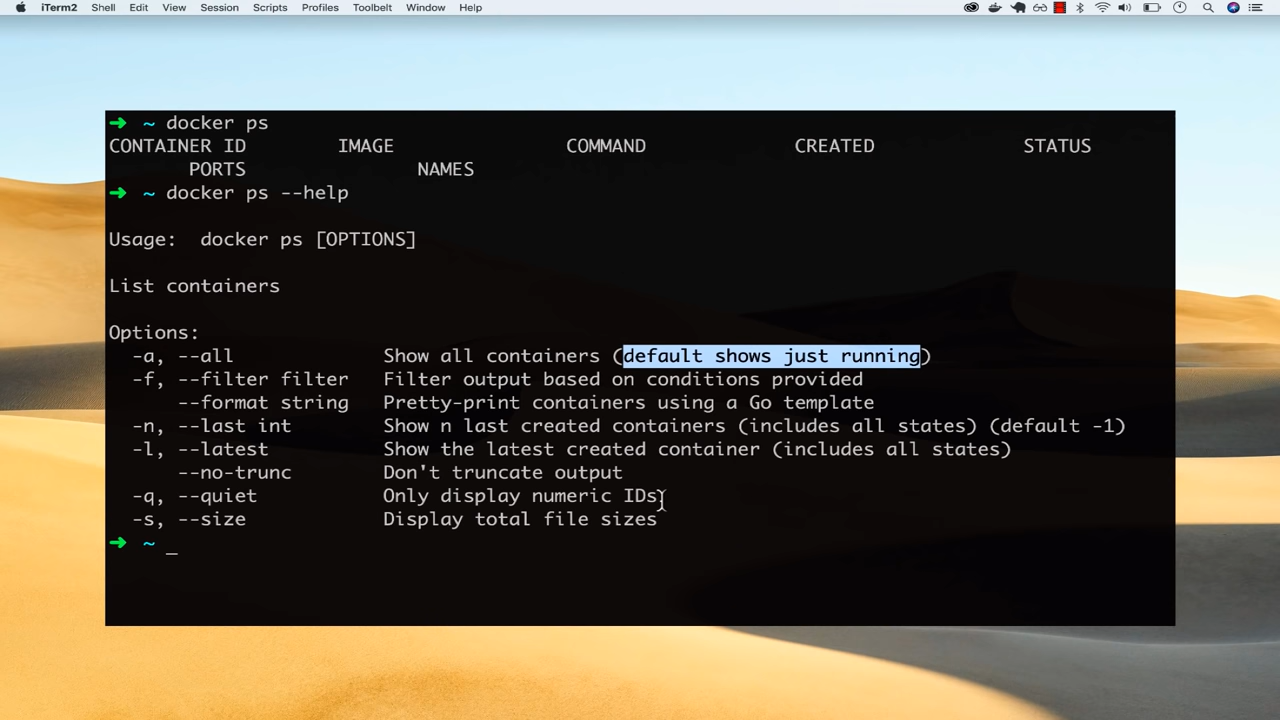 iTerm2 Shell Edit View Session Scripts Profiles Toolbelt Window Help
➜ ~ docker ps
CONTAINER ID IMAGE COMMAND CREATED STATUS
PORTS NAMES
➜ ~ docker ps --help
Usage: docker ps [OPTIONS]
List containers
Options:
-a, --all Show all containers (default shows just running)
-f, --filter filter Filter output based on conditions provided
--format string Pretty-print containers using a Go template
-n, --last int Show n last created containers (includes all states) (default -1)
-l, --latest Show the latest created container (includes all states)
--no-trunc Don't truncate output
-q, --quiet Only display numeric IDs
-s, --size Display total file sizes
➜ ~ _